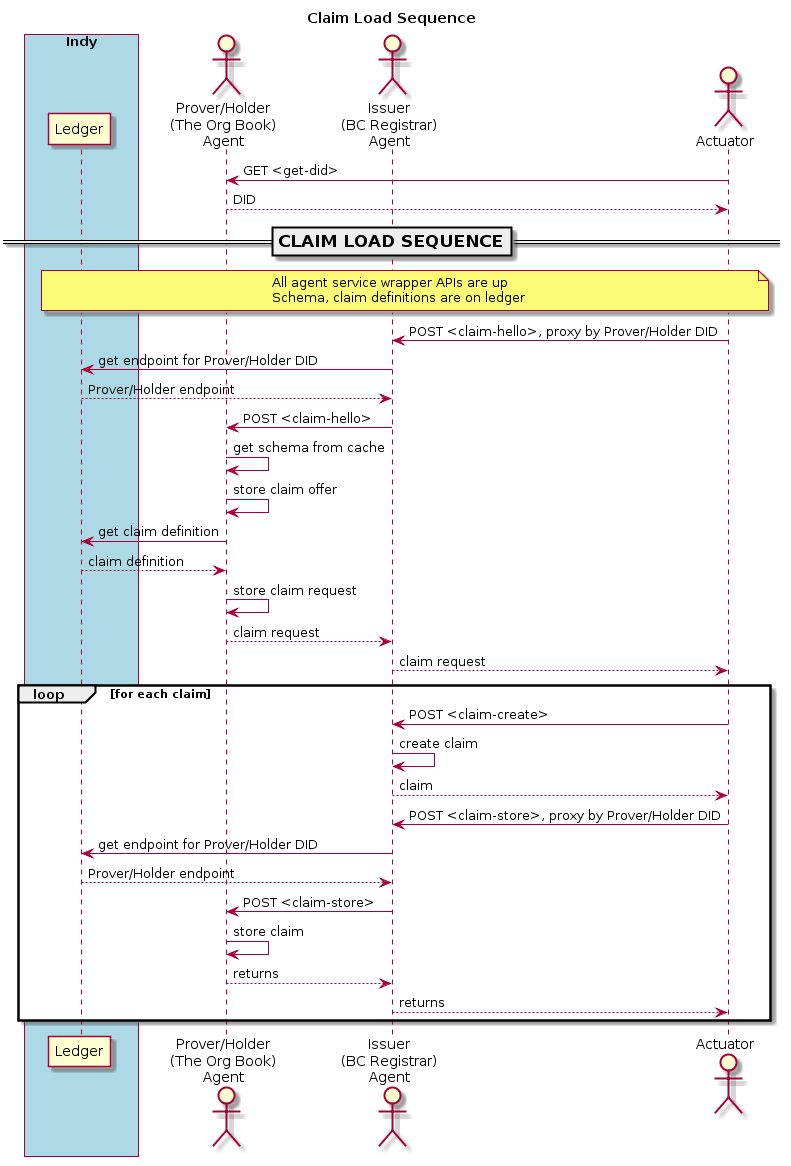 Claim Load Sequence
Indy
Ledger
Prover/Holder
(The Org Book)
Agent
Issuer
(BC Registrar)
Agent
Actuator
GET <get-did>
DID
CLAIM LOAD SEQUENCE
All agent service wrapper APIs are up
Schema, claim definitions are on ledger
POST <claim-hello>, proxy by Prover/Holder DID
get endpoint for Prover/Holder DID
Prover/Holder endpoint
POST <claim-hello>
get schema from cache
store claim offer
get claim definition
claim definition
store claim request
claim request
claim request
loop [for each claim]
POST <claim-create>
create claim
claim
POST <claim-store>, proxy by Prover/Holder DID
get endpoint for Prover/Holder DID
Prover/Holder endpoint
POST <claim-store>
store claim
returns
returns
Ledger
Prover/Holder
(The Org Book)
Agent
Issuer
(BC Registrar)
Agent
Actuator